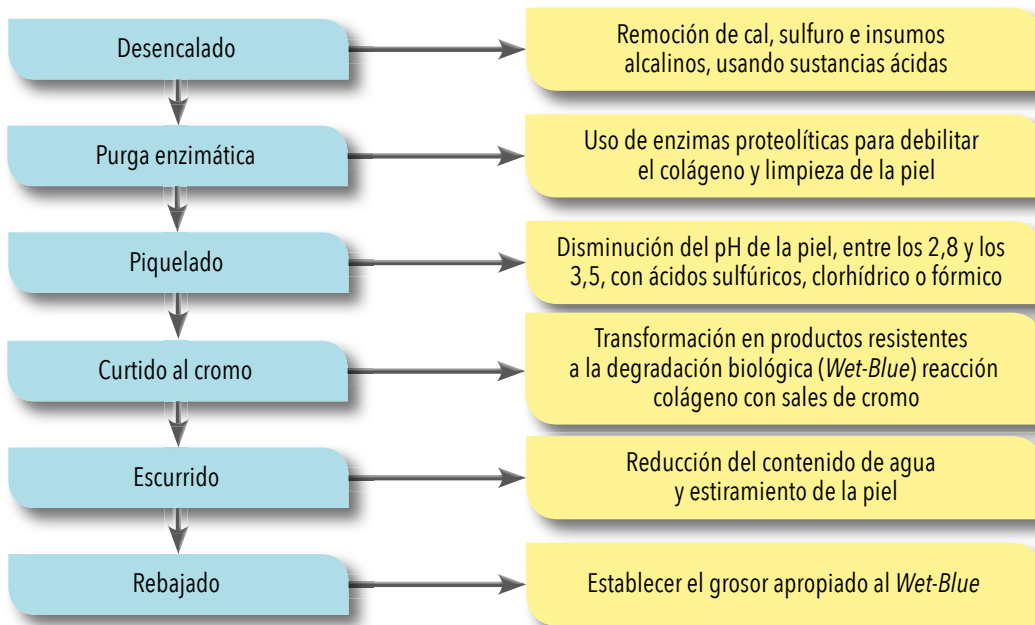 Desencalado
Remoción de cal, sulfuro e insumos
alcalinos, usando sustancias ácidas
Purga enzimática
Uso de enzimas proteolíticas para debilitar
el colágeno y limpieza de la piel
Piquelado
Disminución del pH de la piel, entre los 2,8 y los
3,5, con ácidos sulfúricos, clorhídrico o fórmico
Curtido al cromo
Transformación en productos resistentes
a la degradación biológica (Wet-Blue) reacción
colágeno con sales de cromo
Escurrido
Reducción del contenido de agua
y estiramiento de la piel
Rebajado
Establecer el grosor apropiado al Wet-Blue